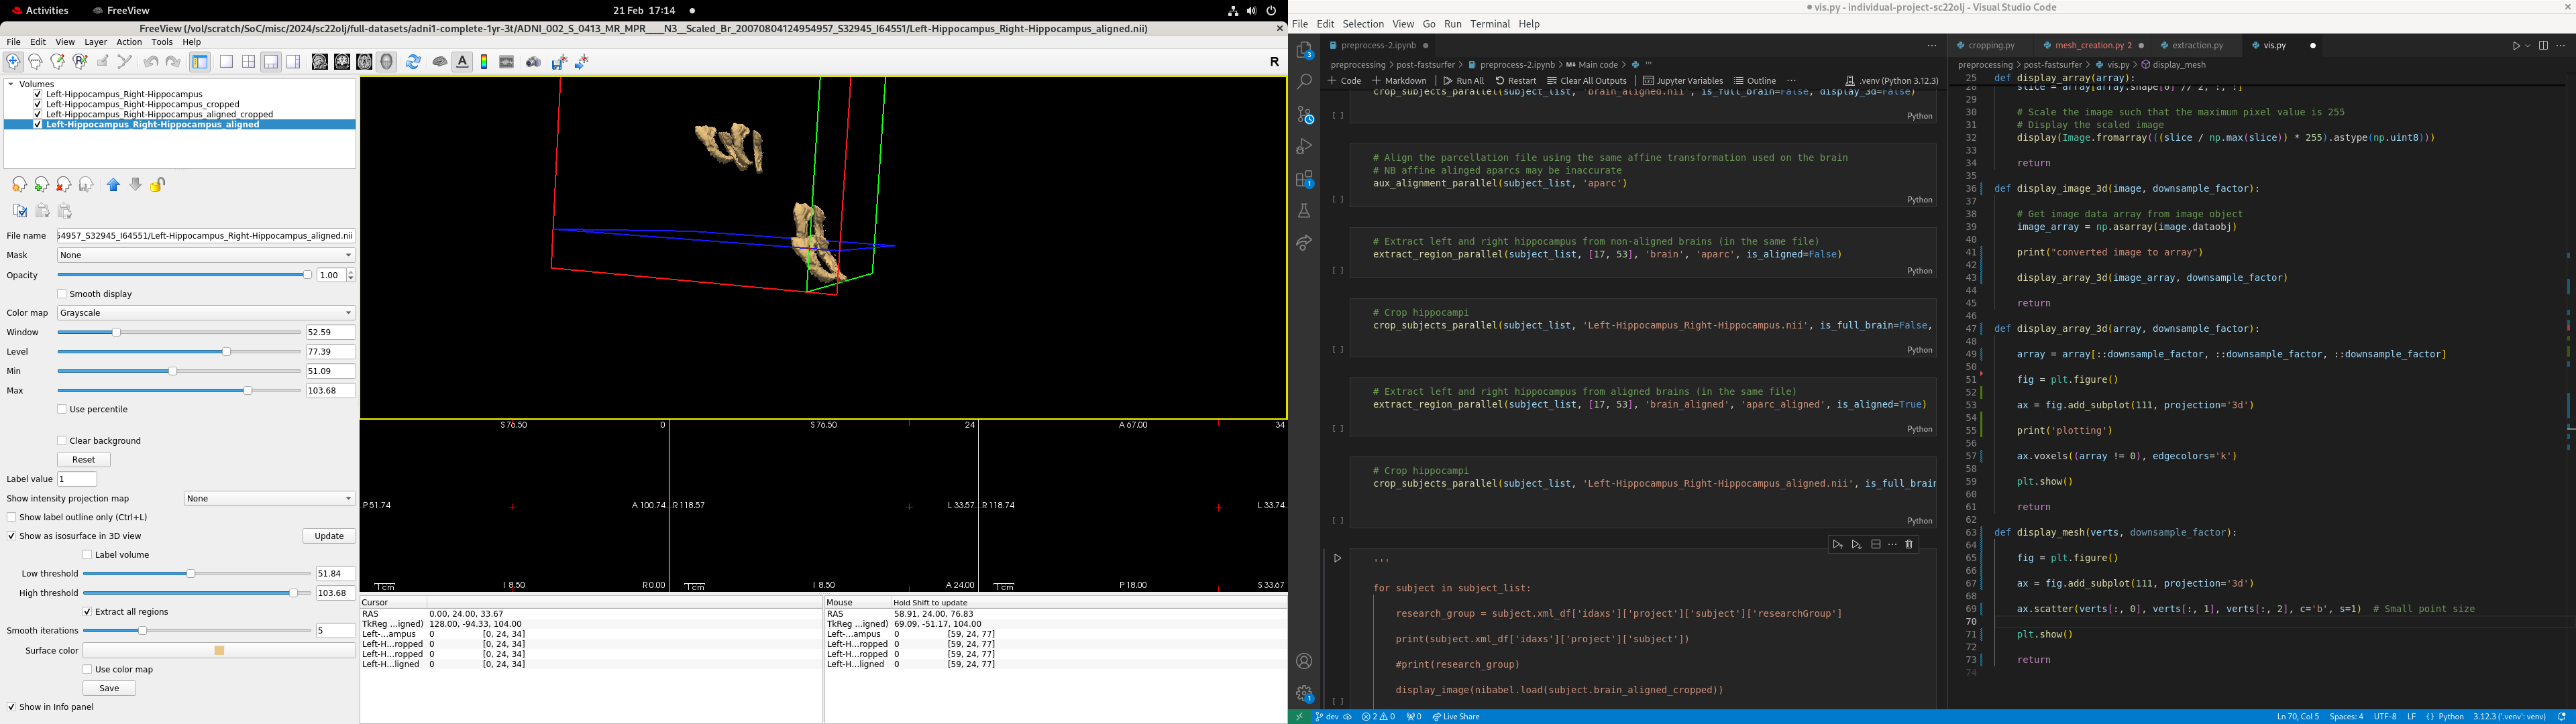 Activities
FreeView
21 Feb 17:14
FreeView (/vol/scratch/SoC/misc/2024/sc22olj/full-datasets/adni1-complete-1yr-3t/ADNI_002_S_0413_MR_MPR____N3__Scaled_Br_20070804124954957_S32945_I64551/Left-Hippocampus_Right-Hippocampus_aligned.nii)
File Edit View Layer Action Tools Help
R
Volumes
Left-Hippocampus_Right-Hippocampus
Left-Hippocampus_Right-Hippocampus_cropped
Left-Hippocampus_Right-Hippocampus_aligned_cropped
Left-Hippocampus_Right-Hippocampus_aligned
File name 54957_S32945_I64551/Left-Hippocampus_Right-Hippocampus_aligned.nii
Mask None
Opacity 1.00
Smooth display
Color map Grayscale
Window 52.59
Level 77.39
Min 51.09
Max 103.68
Use percentile
Clear background
Reset
Label value 1
Show intensity projection map None
Show label outline only (Ctrl+L)
Show as isosurface in 3D view Update
Label volume
Low threshold 51.84
High threshold 103.68
Extract all regions
Smooth iterations 5
Surface color
Use color map
Save
Show in Info panel
S 76.50 0 S 76.50 24 A 67.00 34
P 51.74 A 100.74 R 118.57 L 33.57 R 118.74 L 33.74
1 cm I 8.50 R 0.00 1 cm I 8.50 A 24.00 1 cm P 18.00 S 33.67
Cursor
RAS 0.00, 24.00, 33.67
TkReg ...igned) 128.00, -94.33, 104.00
Left-...ampus 0 [0, 24, 34]
Left-H...ropped 0 [0, 24, 34]
Left-H...ropped 0 [0, 24, 34]
Left-H...ligned 0 [0, 24, 34]
Mouse Hold Shift to update
RAS 58.91, 24.00, 76.83
TkReg ...igned) 69.09, -51.17, 104.00
Left-...ampus 0 [59, 24, 77]
Left-H...ropped 0 [59, 24, 77]
Left-H...ropped 0 [59, 24, 77]
Left-H...ligned 0 [59, 24, 77]
● vis.py - individual-project-sc22olj - Visual Studio Code
File Edit Selection View Go Run Terminal Help
preprocess-2.ipynb ●
preprocessing > post-fastsurfer > preprocess-2.ipynb > M↓ Main code > '''
+ Code + Markdown Run All Restart Clear All Outputs Jupyter Variables Outline ··· .venv (Python 3.12.3)
crop_subjects_parallel(subject_list, 'brain_aligned.nii', is_full_brain=False, display_3d=False)
[ ] Python
# Align the parcellation file using the same affine transformation used on the brain
# NB affine alinged aparcs may be inaccurate
aux_alignment_parallel(subject_list, 'aparc')
[ ] Python
# Extract left and right hippocampus from non-aligned brains (in the same file)
extract_region_parallel(subject_list, [17, 53], 'brain', 'aparc', is_aligned=False)
[ ] Python
# Crop hippocampi
crop_subjects_parallel(subject_list, 'Left-Hippocampus_Right-Hippocampus.nii', is_full_brain=False,
[ ] Python
# Extract left and right hippocampus from aligned brains (in the same file)
extract_region_parallel(subject_list, [17, 53], 'brain_aligned', 'aparc_aligned', is_aligned=True)
[ ] Python
# Crop hippocampi
crop_subjects_parallel(subject_list, 'Left-Hippocampus_Right-Hippocampus_aligned.nii', is_full_brain
[ ] Python
'''
for subject in subject_list:
research_group = subject.xml_df['idaxs']['project']['subject']['researchGroup']
print(subject.xml_df['idaxs']['project']['subject'])
#print(research_group)
display_image(nibabel.load(subject.brain_aligned_cropped))
[ ]
cropping.py mesh_creation.py 2 ● extraction.py vis.py ●
preprocessing > post-fastsurfer > vis.py > display_mesh
25 def display_array(array):
28 slice = array[array.shape[0] // 2, :, :]
29
30 # Scale the image such that the maximum pixel value is 255
31 # Display the scaled image
32 display(Image.fromarray(((slice / np.max(slice)) * 255).astype(np.uint8)))
33
34 return
35
36 def display_image_3d(image, downsample_factor):
37
38 # Get image data array from image object
39 image_array = np.asarray(image.dataobj)
40
41 print("converted image to array")
42
43 display_array_3d(image_array, downsample_factor)
44
45 return
46
47 def display_array_3d(array, downsample_factor):
48
49 array = array[::downsample_factor, ::downsample_factor, ::downsample_factor]
50
51 fig = plt.figure()
52
53 ax = fig.add_subplot(111, projection='3d')
54
55 print('plotting')
56
57 ax.voxels((array != 0), edgecolors='k')
58
59 plt.show()
60
61 return
62
63 def display_mesh(verts, downsample_factor):
64
65 fig = plt.figure()
66
67 ax = fig.add_subplot(111, projection='3d')
68
69 ax.scatter(verts[:, 0], verts[:, 1], verts[:, 2], c='b', s=1) # Small point size
70
71 plt.show()
72
73 return
74
dev 2 0 0 Live Share
Ln 70, Col 5 Spaces: 4 UTF-8 LF { } Python 3.12.3 ('.venv': venv)